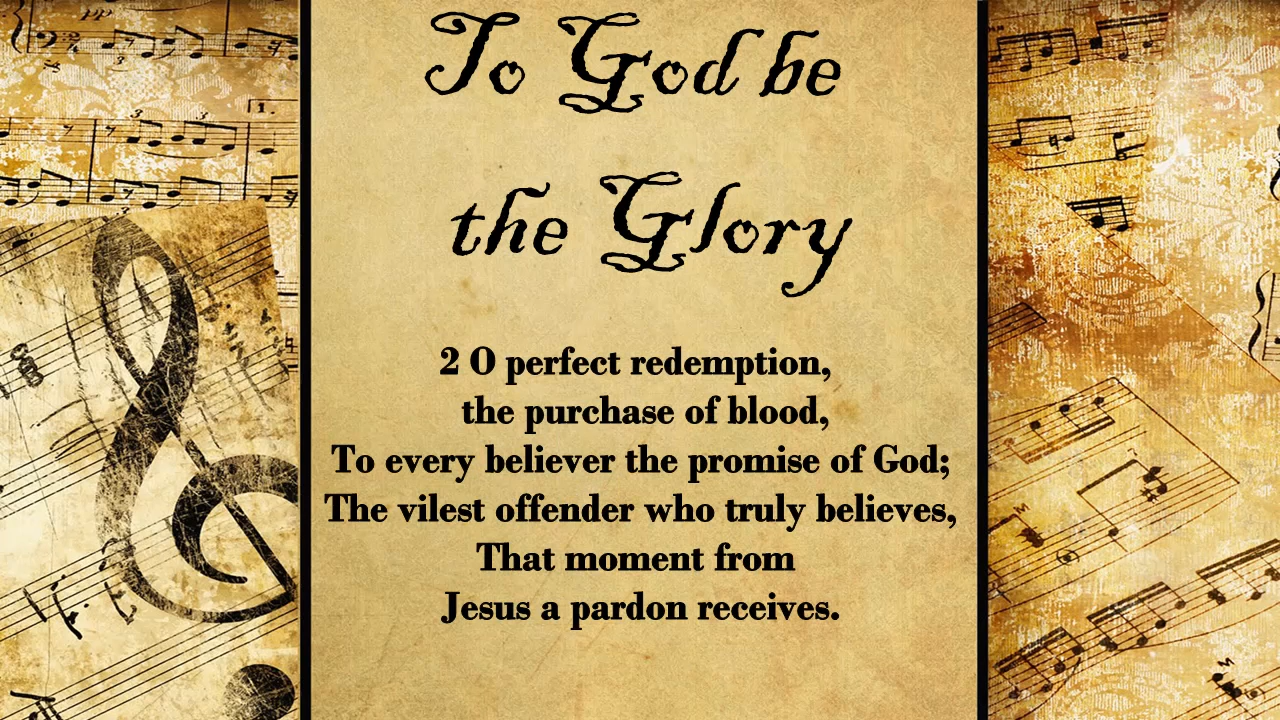 To God be
the Glory
2 O perfect redemption,
the purchase of blood,
To every believer the promise of God;
The vilest offender who truly believes,
That moment from
Jesus a pardon receives.